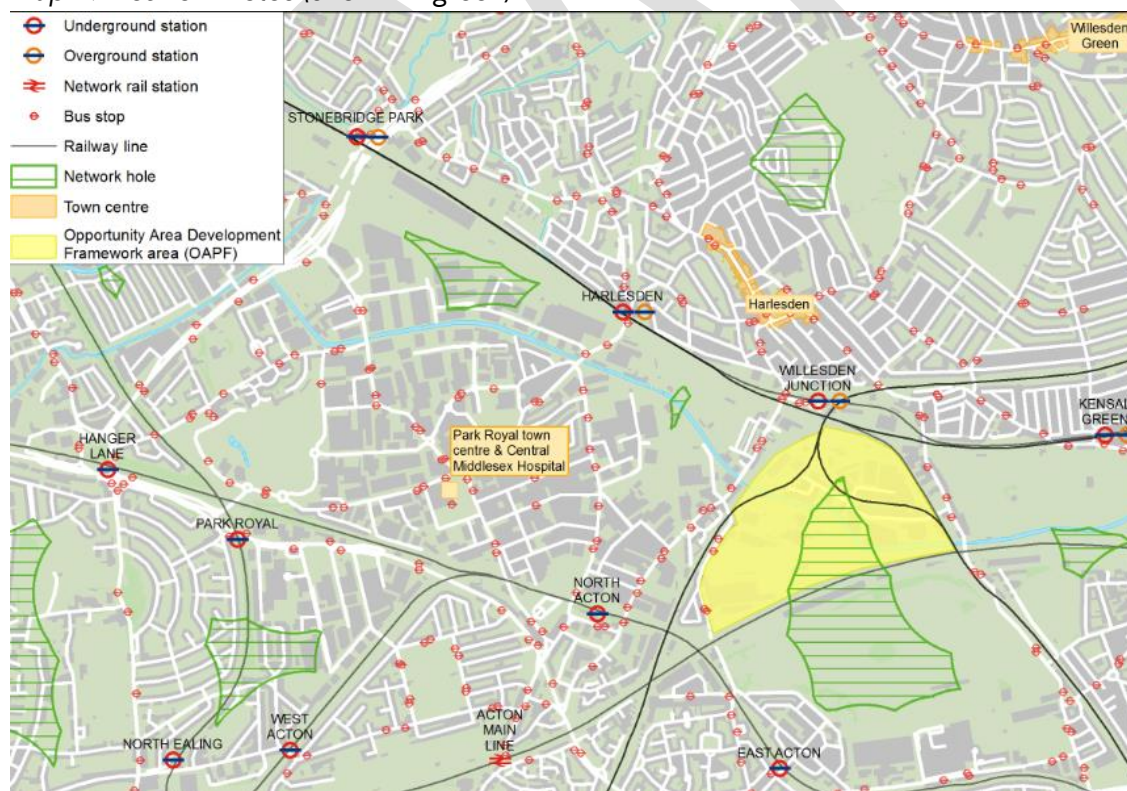 Underground station
Overground station
Network rail station
Bus stop
Railway line
Network hole
Town centre
Opportunity Area Development
Framework area (OAPF)
Willesden
Green
STONEBRIDGE PARK
HARLESDEN
Harlesden
WILLESDEN
JUNCTION
KENSAL
GREEN
HANGER
LANE
Park Royal town
centre & Central
Middlesex Hospital
PARK ROYAL
NORTH
ACTON
WEST
ACTON
ACTON
MAIN
LINE
NORTH EALING
EAST ACTON